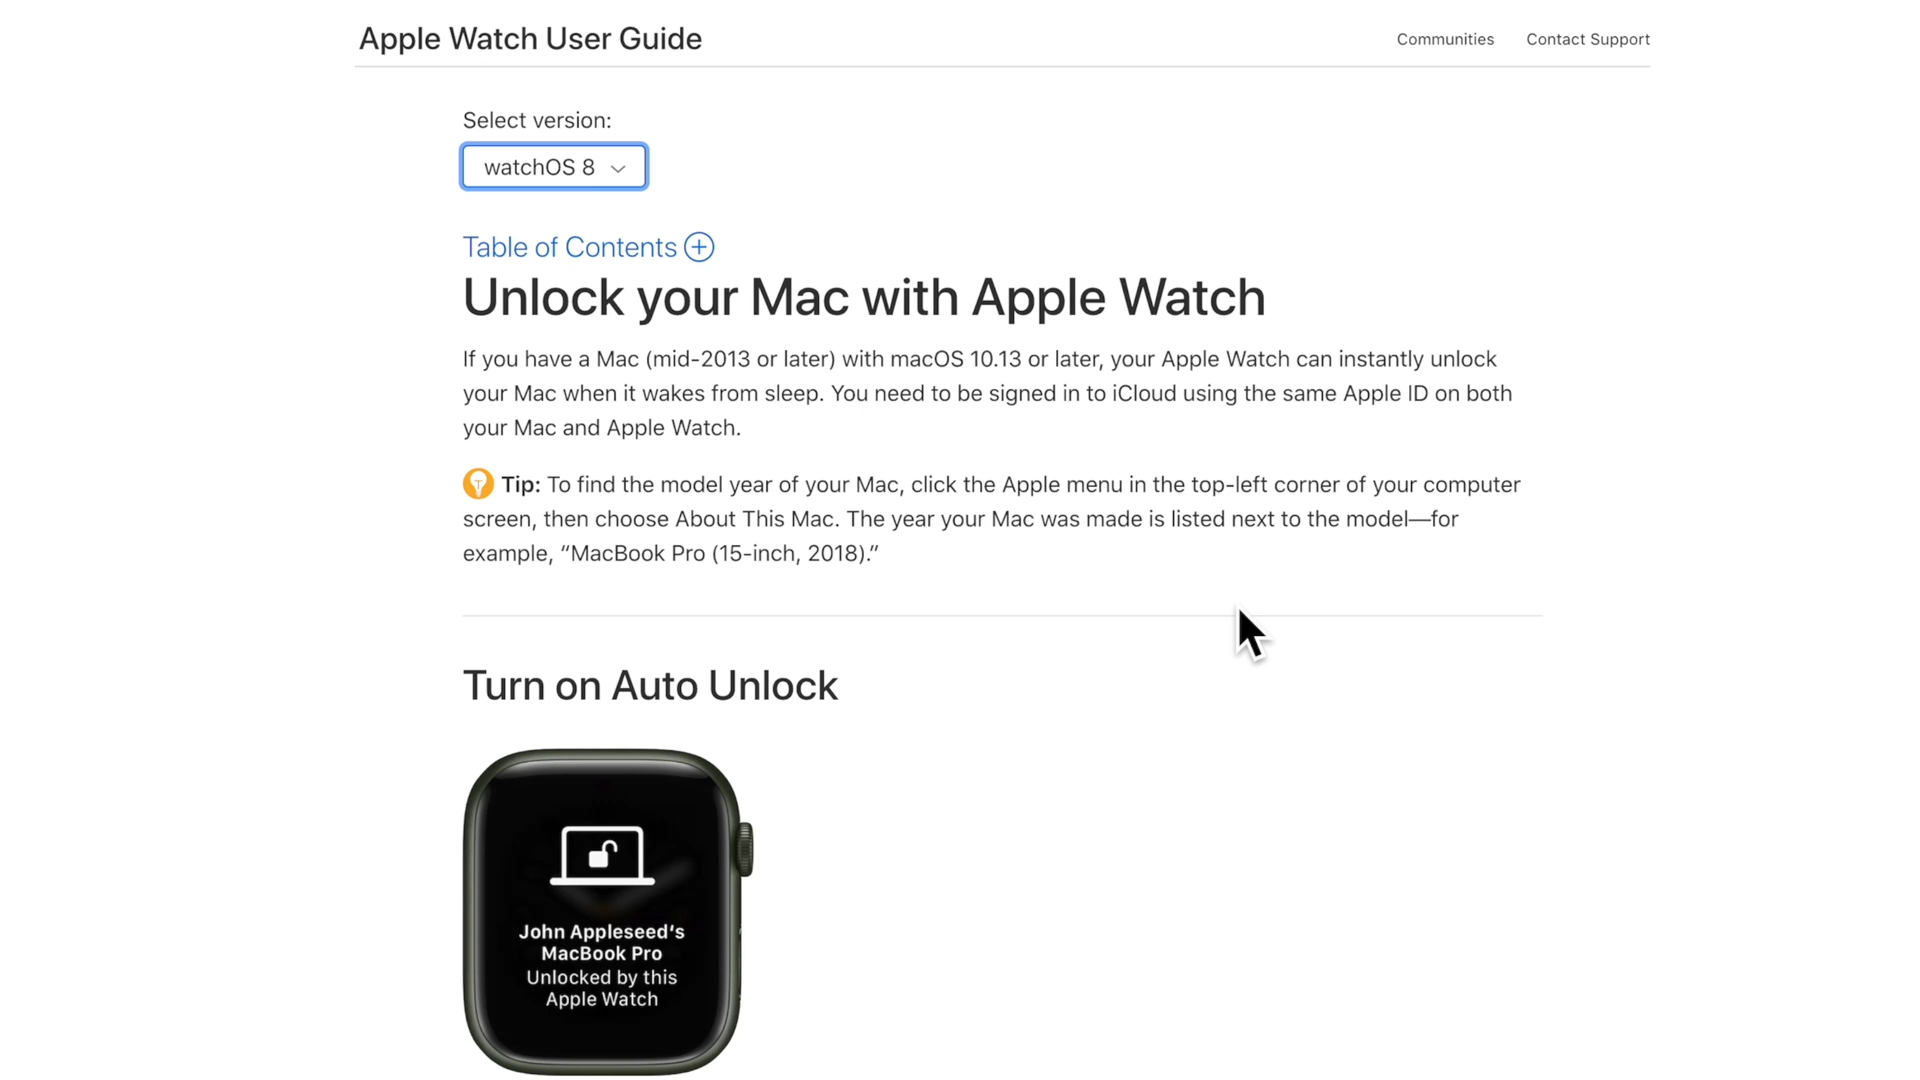 Apple Watch User Guide
Communities
Contact Support
Select version:
watchOS 8
Table of Contents
Unlock your Mac with Apple Watch
If you have a Mac (mid-2013 or later) with macOS 10.13 or later, your Apple Watch can instantly unlock
your Mac when it wakes from sleep. You need to be signed in to iCloud using the same Apple ID on both
your Mac and Apple Watch.
Tip: To find the model year of your Mac, click the Apple menu in the top-left corner of your computer
screen, then choose About This Mac. The year your Mac was made is listed next to the model—for
example, “MacBook Pro (15-inch, 2018).”
Turn on Auto Unlock
John Appleseed‘s
MacBook Pro
Unlocked by this
Apple Watch